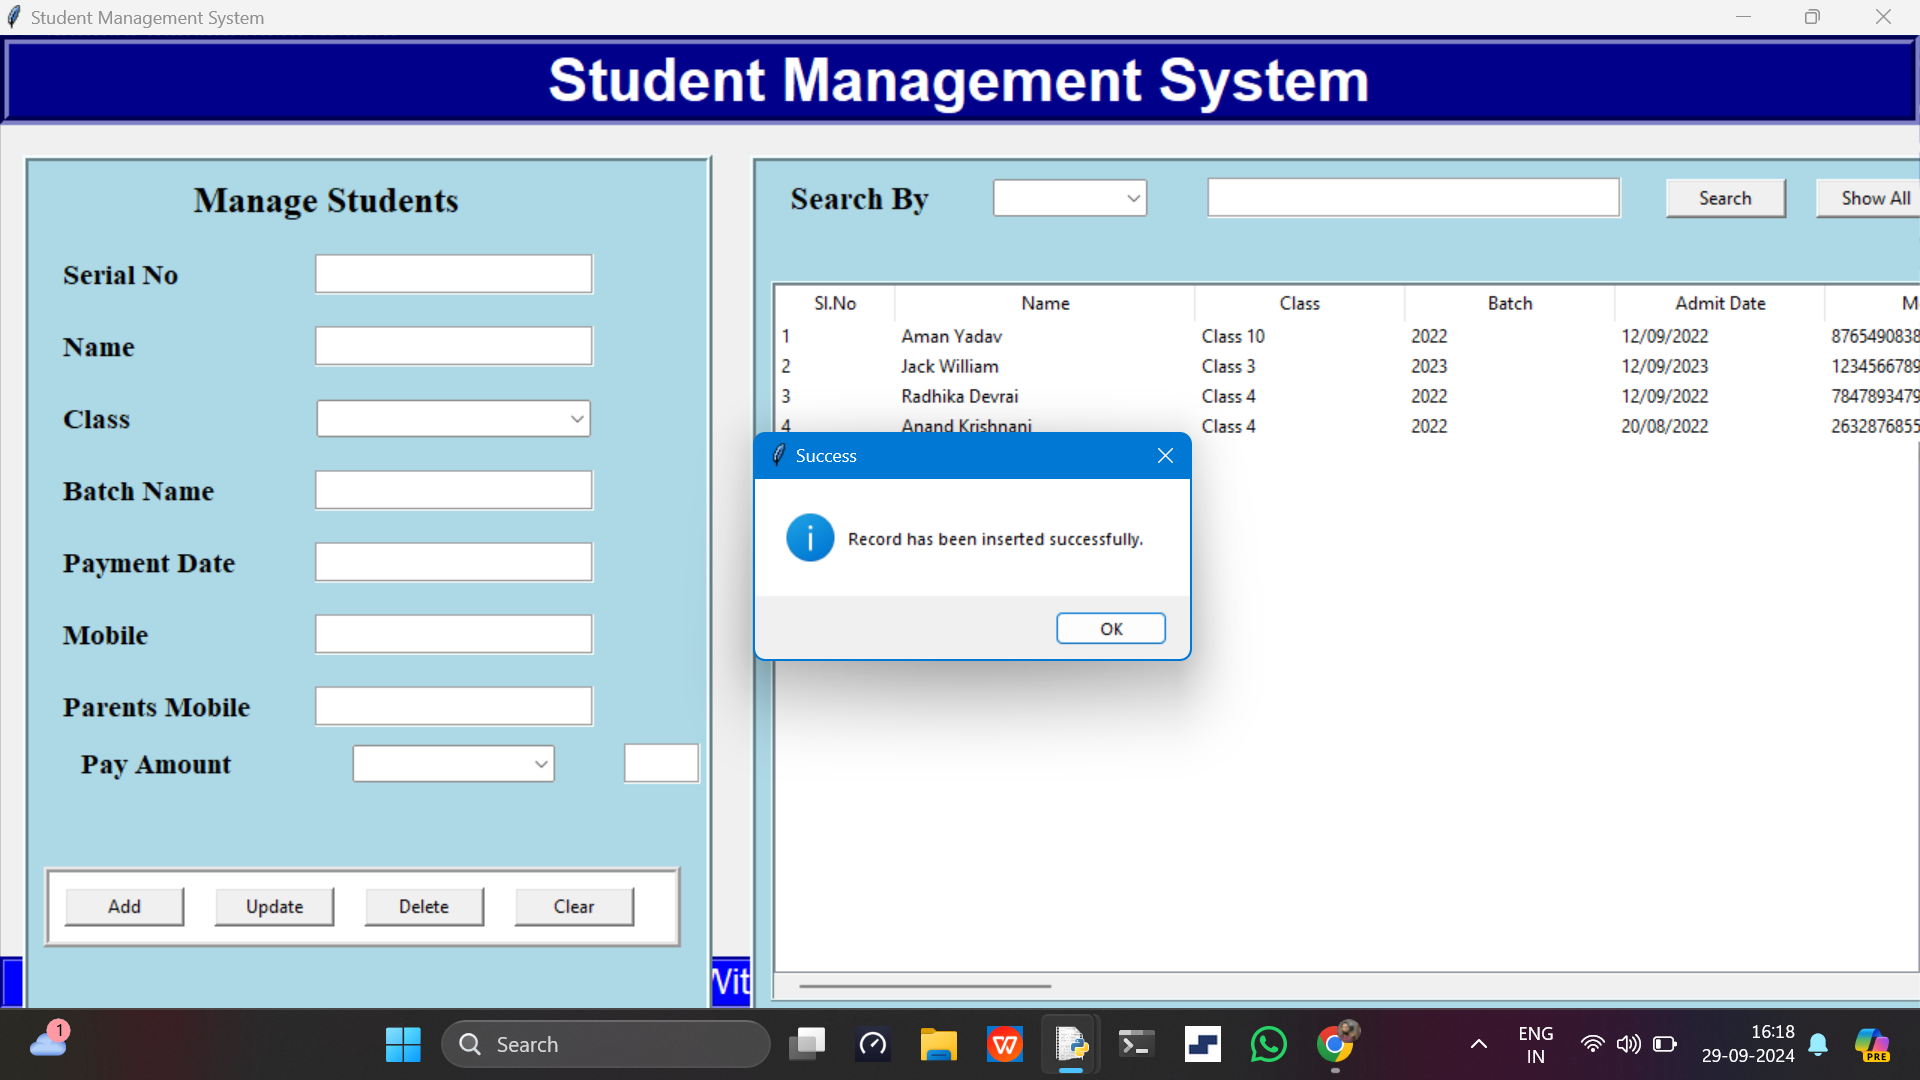 Student Management System
Student Management System
Manage Students
Serial No
Name
Class
Batch Name
Payment Date
Mobile
Parents Mobile
Pay Amount
Add Update Delete Clear
Wit
Search By Search Show All
Sl.No Name Class Batch Admit Date M
1 Aman Yadav Class 10 2022 12/09/2022 8765490838
2 Jack William Class 3 2023 12/09/2023 1234566789
3 Radhika Devrai Class 4 2022 12/09/2022 7847893479
4 Anand Krishnani Class 4 2022 20/08/2022 2632876855
Success
i
Record has been inserted successfully.
OK
1
Search
W
ENG
IN
16:18
29-09-2024
PRE